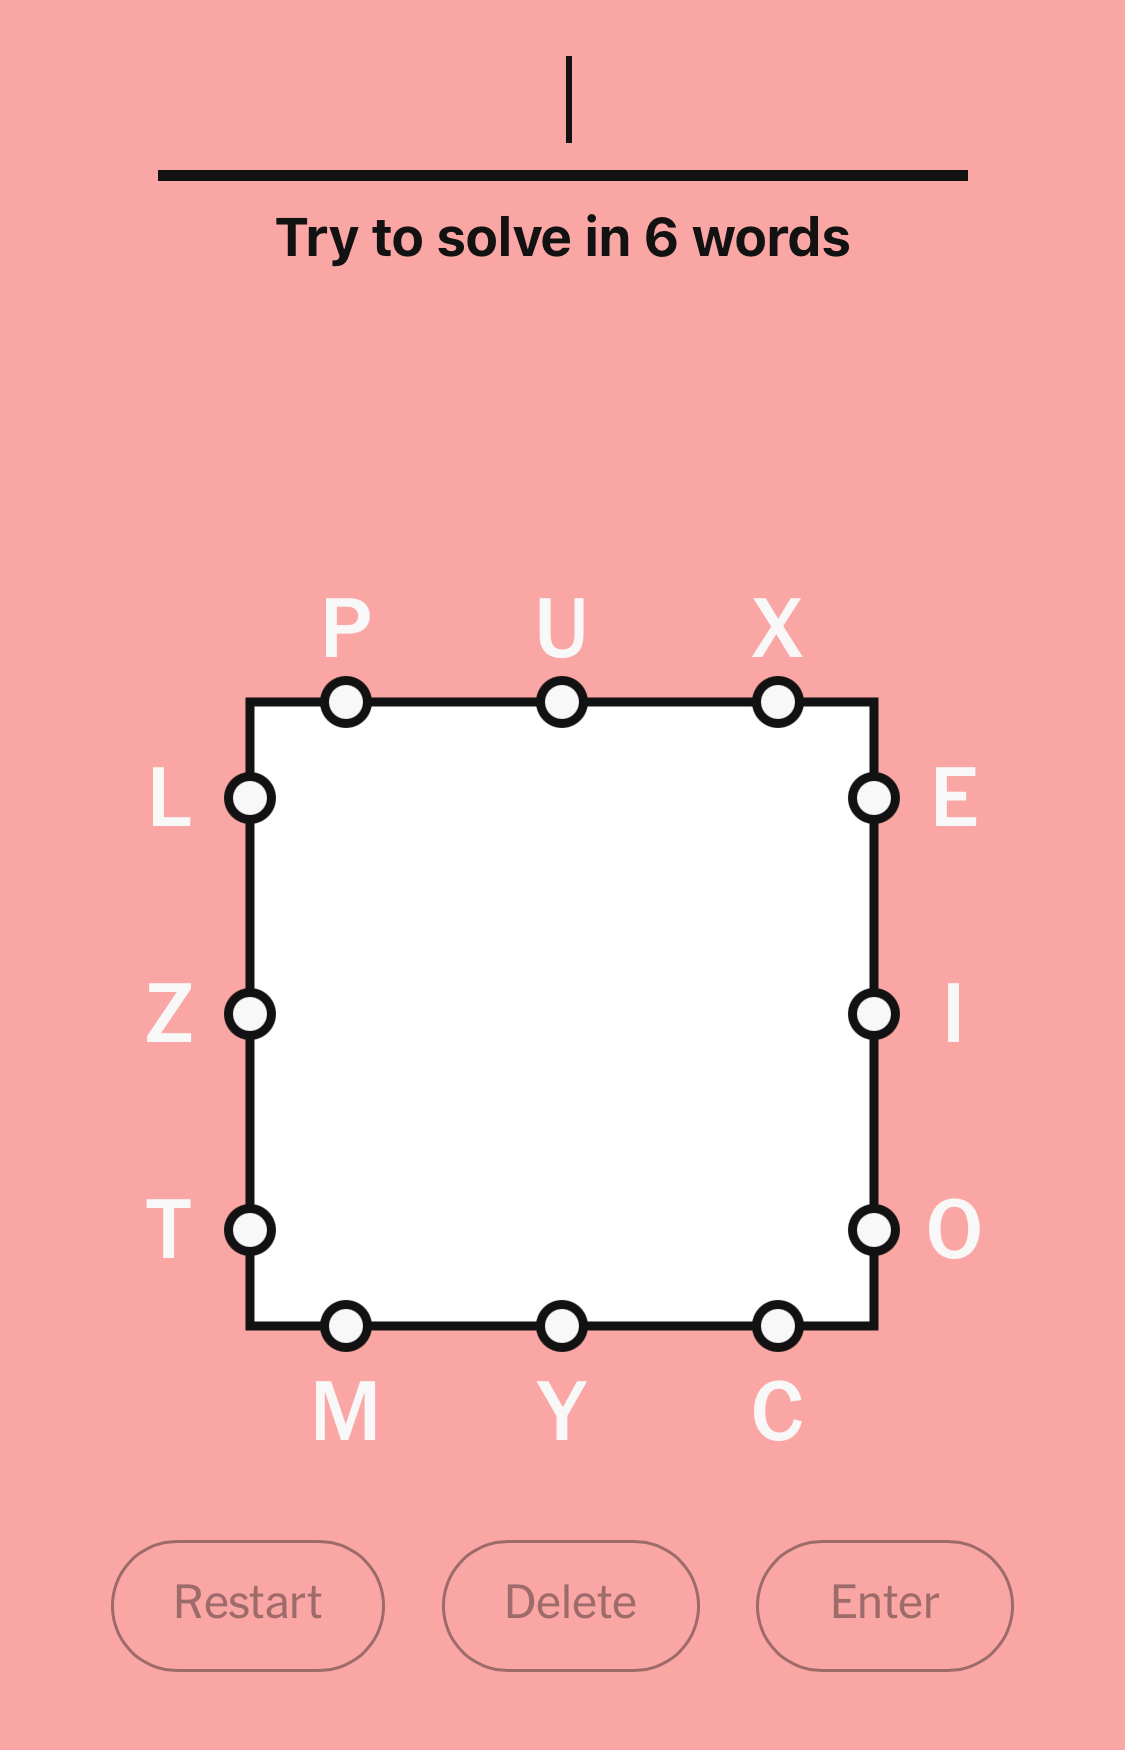 Try to solve in 6 words
P U X
L E
Z I
T O
M Y C
Restart Delete Enter